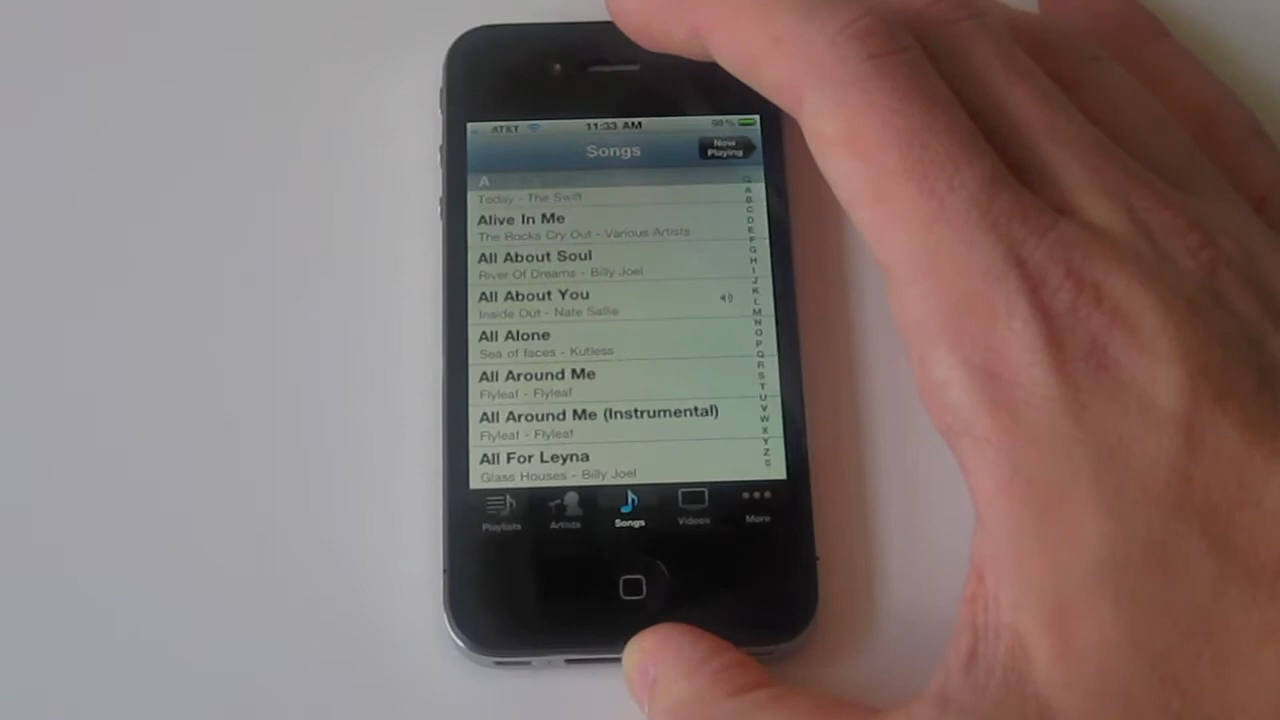 AT&T 11:33 AM 98%
Songs
Now
Playing
A
Today - The Swift
Alive In Me
The Rocks Cry Out - Various Artists
All About Soul
River Of Dreams - Billy Joel
All About You
Inside Out - Nate Sallie
All Alone
Sea of faces - Kutless
All Around Me
Flyleaf - Flyleaf
All Around Me (Instrumental)
Flyleaf - Flyleaf
All For Leyna
Glass Houses - Billy Joel
A
B
C
D
E
F
G
H
I
J
K
L
M
N
O
P
Q
R
S
T
U
V
W
X
Y
Z
Playlists Artists Songs Videos More